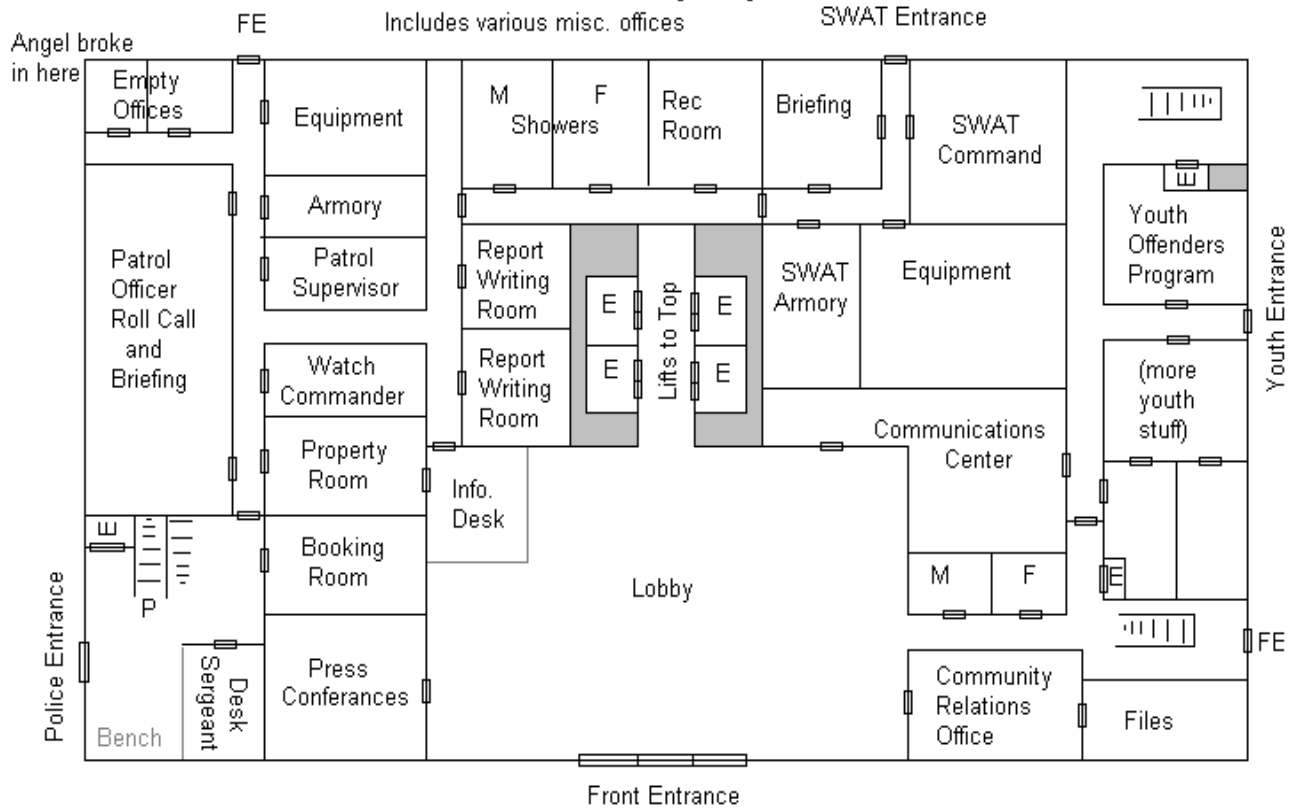 Includes various misc. offices
SWAT Entrance
FE
Angel broke
in here
Empty
Offices
Equipment
M
F
Showers
Rec
Room
Briefing
SWAT
Command
Armory
E
Youth
Offenders
Program
Patrol
Supervisor
Report
Writing
Room
SWAT
Armory
Equipment
Patrol
Officer
Roll Call
and
Briefing
E
E
Lifts to Top
Youth Entrance
Watch
Commander
Report
Writing
Room
E
E
(more
youth
stuff)
Communications
Center
Property
Room
Info.
Desk
E
Booking
Room
Lobby
M
F
E
P
Police Entrance
Desk
Sergeant
Press
Conferances
FE
Community
Relations
Office
Files
Bench
Front Entrance